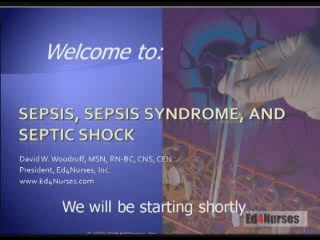 Welcome to:
SEPSIS, SEPSIS SYNDROME, AND
SEPTIC SHOCK
David W. Woodruff, MSN, RN-BC, CNS, CEN
President, Ed4Nurses, Inc.
www.Ed4Nurses.com
We will be starting shortly
Ed4Nurses